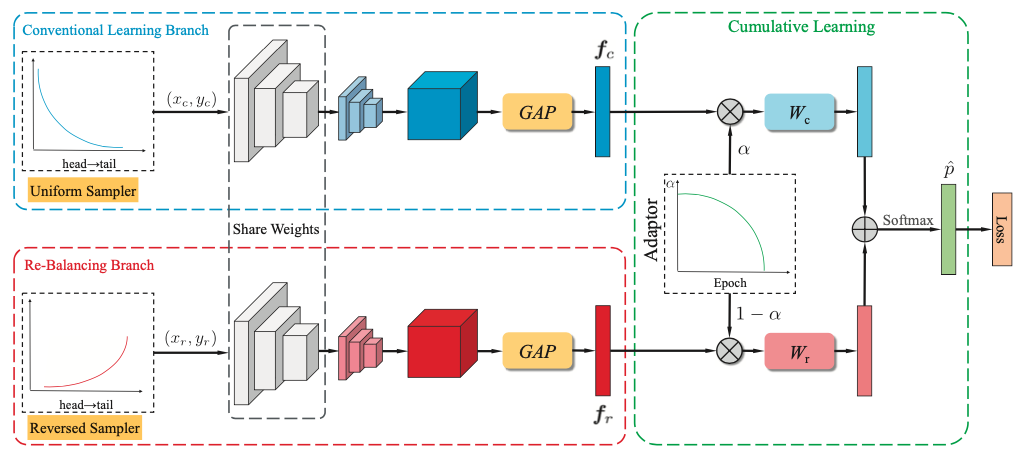 Conventional Learning Branch
head→tail
Uniform Sampler
(x_c, y_c)
GAP
f_c
Share Weights
Re-Balancing Branch
head→tail
Reversed Sampler
(x_r, y_r)
GAP
f_r
Cumulative Learning
α
W_c
Adaptor
α
Epoch
1 − α
W_r
Softmax
p̂
Loss